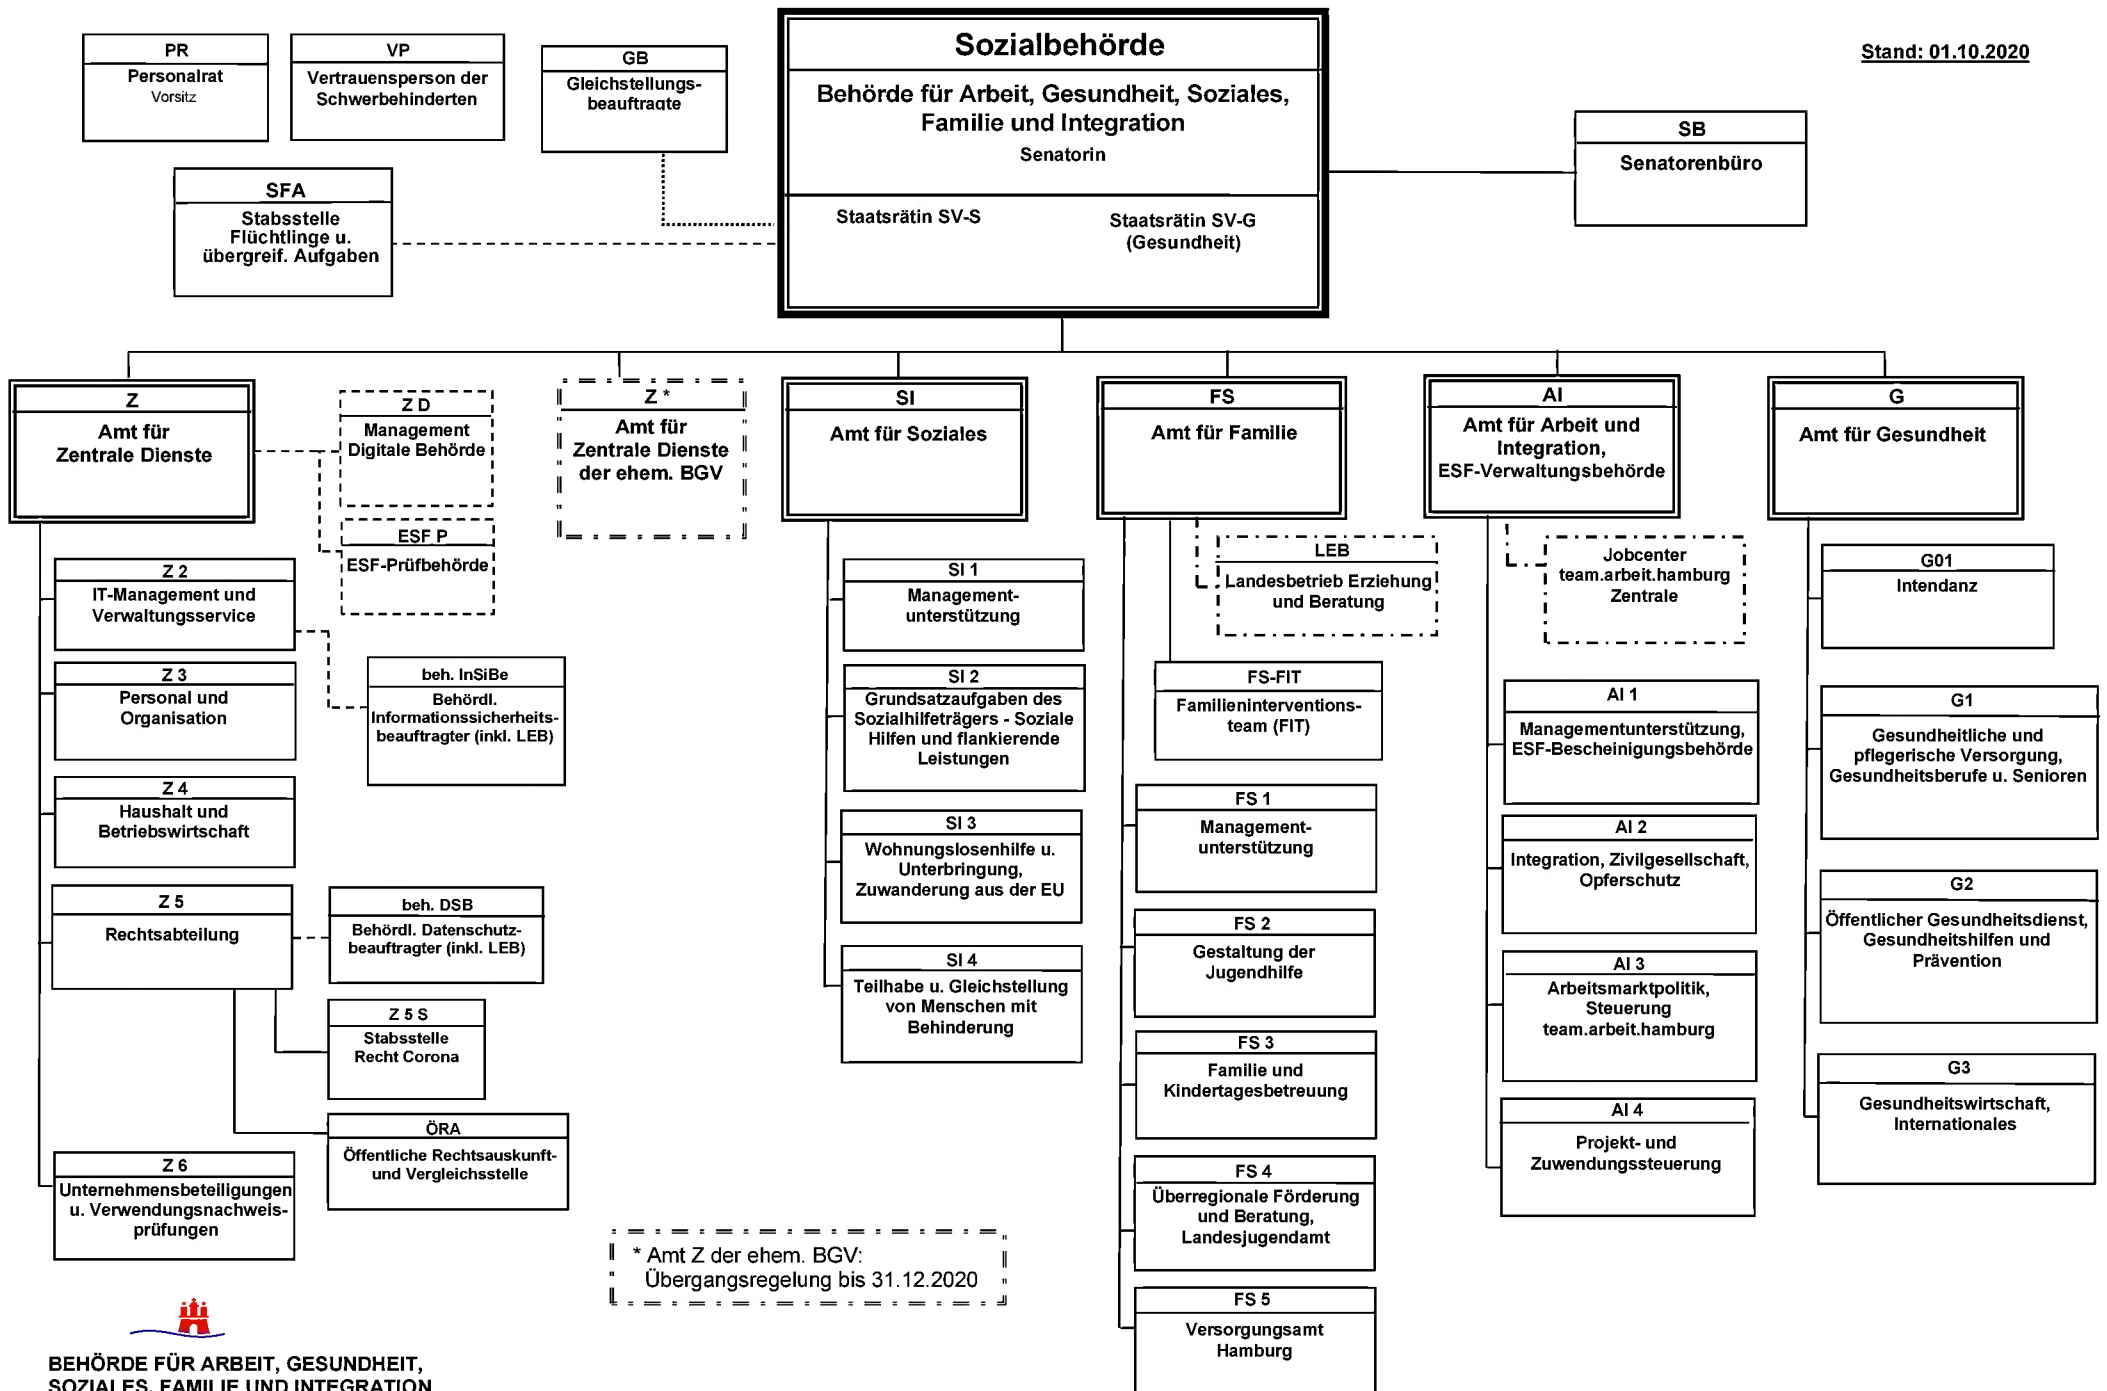 PR
Personalrat
Vorsitz
VP
Vertrauensperson der
Schwerbehinderten
GB
Gleichstellungs-
beauftragte
Sozialbehörde
Behörde für Arbeit, Gesundheit, Soziales,
Familie und Integration
Senatorin
Staatsrätin SV-S
Staatsrätin SV-G
(Gesundheit)
Stand: 01.10.2020
SB
Senatorenbüro
SFA
Stabsstelle
Flüchtlinge u.
übergreif. Aufgaben
Z
Amt für
Zentrale Dienste
Z D
Management
Digitale Behörde
ESF P
ESF-Prüfbehörde
Z 2
IT-Management und
Verwaltungsservice
beh. InSiBe
Behördl.
Informationssicherheits-
beauftragter (inkl. LEB)
Z 3
Personal und
Organisation
Z 4
Haushalt und
Betriebswirtschaft
Z 5
Rechtsabteilung
beh. DSB
Behördl. Datenschutz-
beauftragter (inkl. LEB)
Z 5 S
Stabsstelle
Recht Corona
ÖRA
Öffentliche Rechtsauskunft-
und Vergleichsstelle
Z 6
Unternehmensbeteiligungen
u. Verwendungsnachweis-
prüfungen
Z *
Amt für
Zentrale Dienste
der ehem. BGV
SI
Amt für Soziales
SI 1
Management-
unterstützung
SI 2
Grundsatzaufgaben des
Sozialhilfeträgers - Soziale
Hilfen und flankierende
Leistungen
SI 3
Wohnungslosenhilfe u.
Unterbringung,
Zuwanderung aus der EU
SI 4
Teilhabe u. Gleichstellung
von Menschen mit
Behinderung
FS
Amt für Familie
LEB
Landesbetrieb Erziehung
und Beratung
FS-FIT
Familieninterventions-
team (FIT)
FS 1
Management-
unterstützung
FS 2
Gestaltung der
Jugendhilfe
FS 3
Familie und
Kindertagesbetreuung
FS 4
Überregionale Förderung
und Beratung,
Landesjugendamt
FS 5
Versorgungsamt
Hamburg
AI
Amt für Arbeit und
Integration,
ESF-Verwaltungsbehörde
Jobcenter
team.arbeit.hamburg
Zentrale
AI 1
Managementunterstützung,
ESF-Bescheinigungsbehörde
AI 2
Integration, Zivilgesellschaft,
Opferschutz
AI 3
Arbeitsmarktpolitik,
Steuerung
team.arbeit.hamburg
AI 4
Projekt- und
Zuwendungssteuerung
G
Amt für Gesundheit
G01
Intendanz
G1
Gesundheitliche und
pflegerische Versorgung,
Gesundheitsberufe u. Senioren
G2
Öffentlicher Gesundheitsdienst,
Gesundheitshilfen und
Prävention
G3
Gesundheitswirtschaft,
Internationales
* Amt Z der ehem. BGV:
Übergangsregelung bis 31.12.2020
BEHÖRDE FÜR ARBEIT, GESUNDHEIT,
SOZIALES, FAMILIE UND INTEGRATION